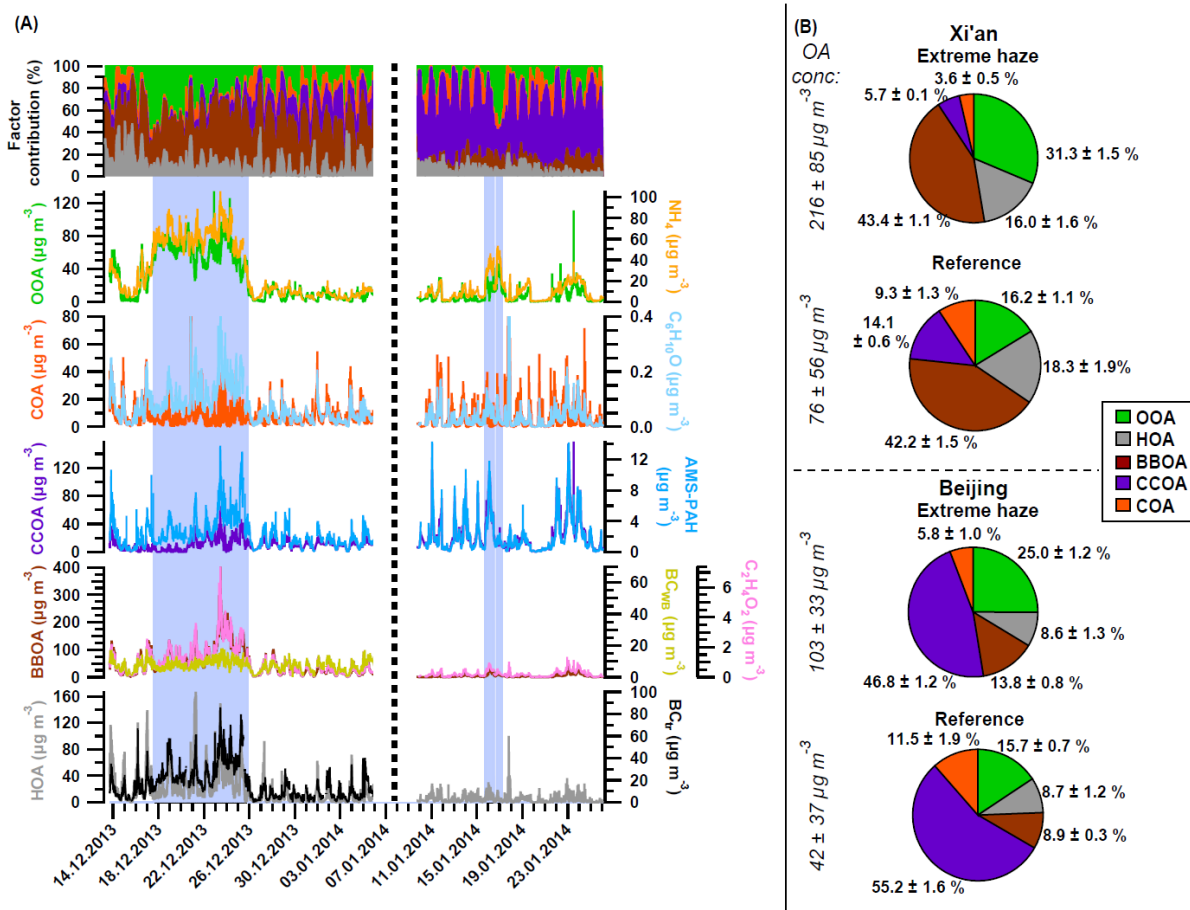 (A)
Factor
contribution (%)
100
80
60
40
20
0
OOA (µg m-3)
120
80
40
0
100
80
60
40
20
0
NH4 (µg m-3)
COA (µg m-3)
80
60
40
20
0
0.4
0.2
0.0
C6H10O (µg m-3)
CCOA (µg m-3)
120
80
40
0
12
8
4
0
AMS-PAH
(µg m-3)
BBOA (µg m-3)
400
300
200
100
0
60
40
20
0
BCWB (µg m-3)
6
4
2
0
C2H4O2 (µg m-3)
HOA (µg m-3)
160
120
80
40
0
100
80
60
40
20
0
BCtr (µg m-3)
14.12.2013
18.12.2013
22.12.2013
26.12.2013
30.12.2013
03.01.2014
07.01.2014
11.01.2014
15.01.2014
19.01.2014
23.01.2014
(B)
OA
conc:
Xi'an
Extreme haze
216 ± 85 µg m-3
3.6 ± 0.5 %
5.7 ± 0.1 %
31.3 ± 1.5 %
43.4 ± 1.1 %
16.0 ± 1.6 %
Reference
76 ± 56 µg m-3
9.3 ± 1.3 %
16.2 ± 1.1 %
14.1
± 0.6 %
18.3 ± 1.9%
42.2 ± 1.5 %
OOA
HOA
BBOA
CCOA
COA
Beijing
Extreme haze
103 ± 33 µg m-3
5.8 ± 1.0 %
25.0 ± 1.2 %
8.6 ± 1.3 %
46.8 ± 1.2 %
13.8 ± 0.8 %
Reference
42 ± 37 µg m-3
11.5 ± 1.9 %
15.7 ± 0.7 %
8.7 ± 1.2 %
8.9 ± 0.3 %
55.2 ± 1.6 %